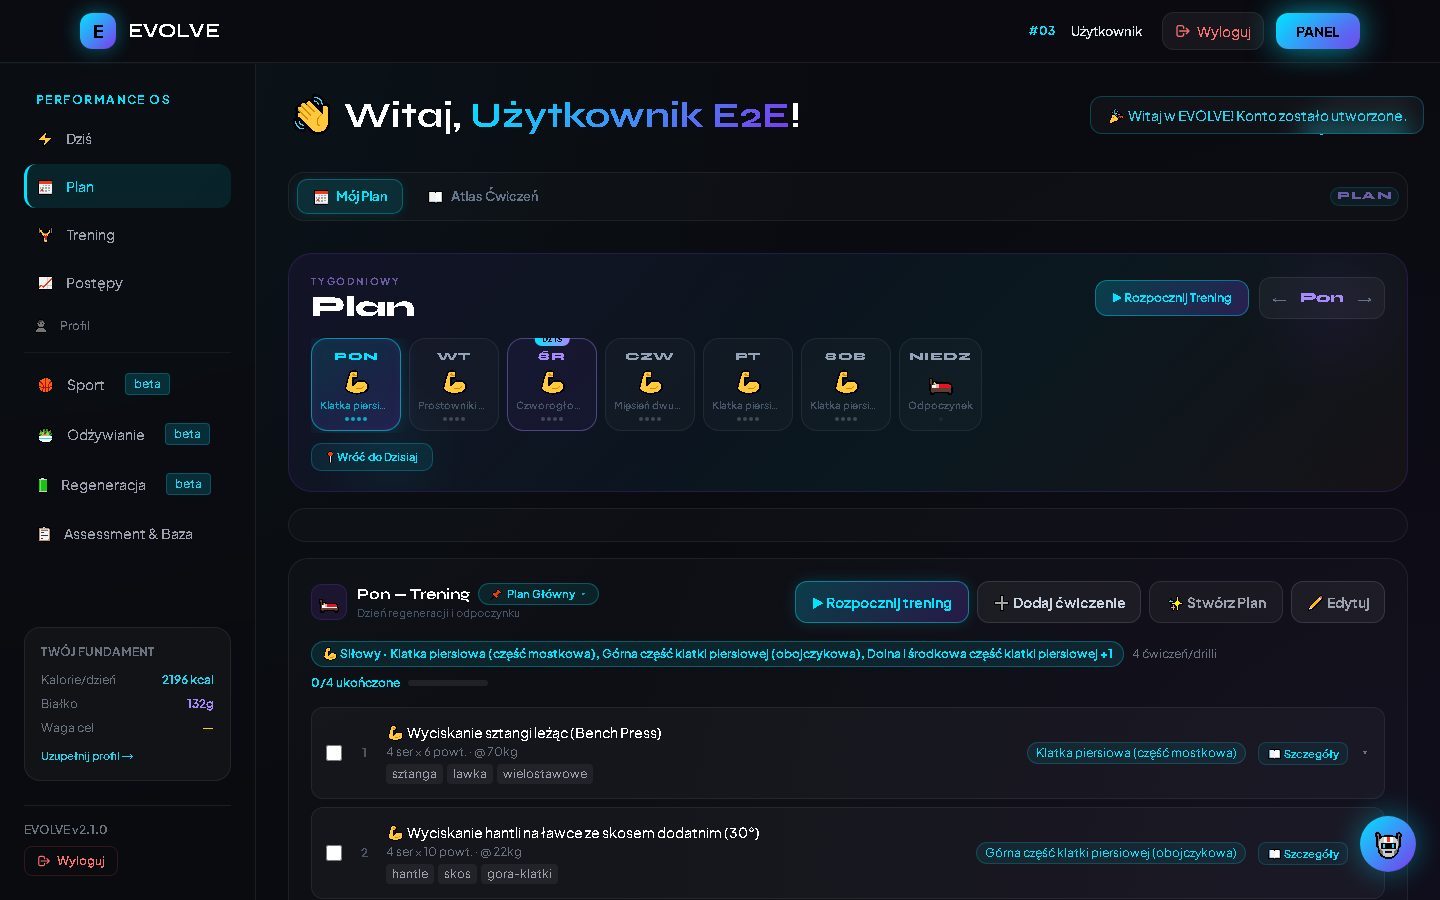 E EVOLVE
#03 Użytkownik Wyloguj PANEL
PERFORMANCE OS
Dziś
Plan
Trening
Postępy
Profil
Sport beta
Odżywianie beta
Regeneracja beta
Assessment & Baza
TWÓJ FUNDAMENT
Kalorie/dzień 2196 kcal
Białko 132g
Waga cel —
Uzupełnij profil →
EVOLVE v2.1.0
Wyloguj
👋 Witaj, Użytkownik E2E!
🎉 Witaj w EVOLVE! Konto zostało utworzone.
Mój Plan Atlas Ćwiczeń PLAN
TYGODNIOWY
Plan
▶ Rozpocznij Trening ← Pon →
DZIŚ
PON WT ŚR CZW PT SOB NIEDZ
Klatka piersi... Prostowniki ... Czworogło... Mięsień dwu... Klatka piersi... Klatka piersi... Odpoczynek
📍 Wróć do Dzisiaj
Pon — Trening 📌 Plan Główny
Dzień regeneracji i odpoczynku
▶ Rozpocznij trening + Dodaj ćwiczenie ✨ Stwórz Plan ✏️ Edytuj
💪 Siłowy · Klatka piersiowa (część mostkowa), Górna część klatki piersiowej (obojczykowa), Dolna i środkowa część klatki piersiowej +1 4 ćwiczeń/drilli
0/4 ukończone
1 💪 Wyciskanie sztangi leżąc (Bench Press)
4 ser × 6 powt. · @ 70kg
sztanga lawka wielostawowe
Klatka piersiowa (część mostkowa) 📖 Szczegóły
2 💪 Wyciskanie hantli na ławce ze skosem dodatnim (30°)
4 ser × 10 powt. · @ 22kg
hantle skos gora-klatki
Górna część klatki piersiowej (obojczykowa) 📖 Szczegóły